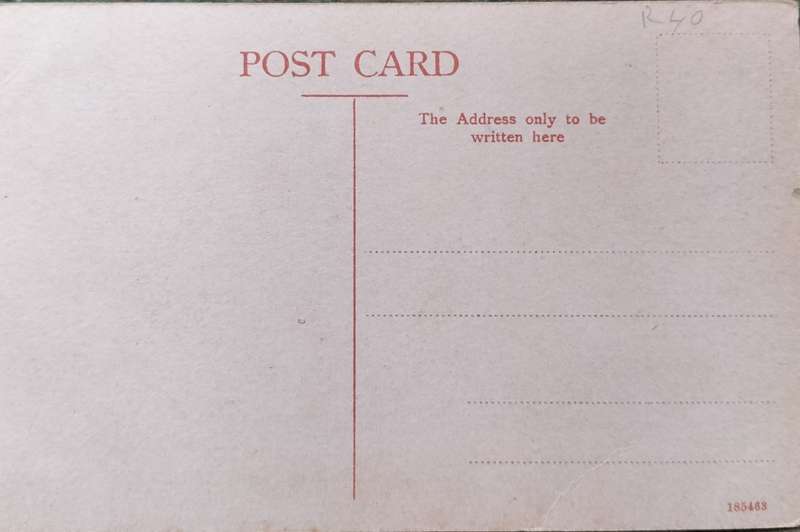 R40
POST CARD
The Address only to be
written here
185463